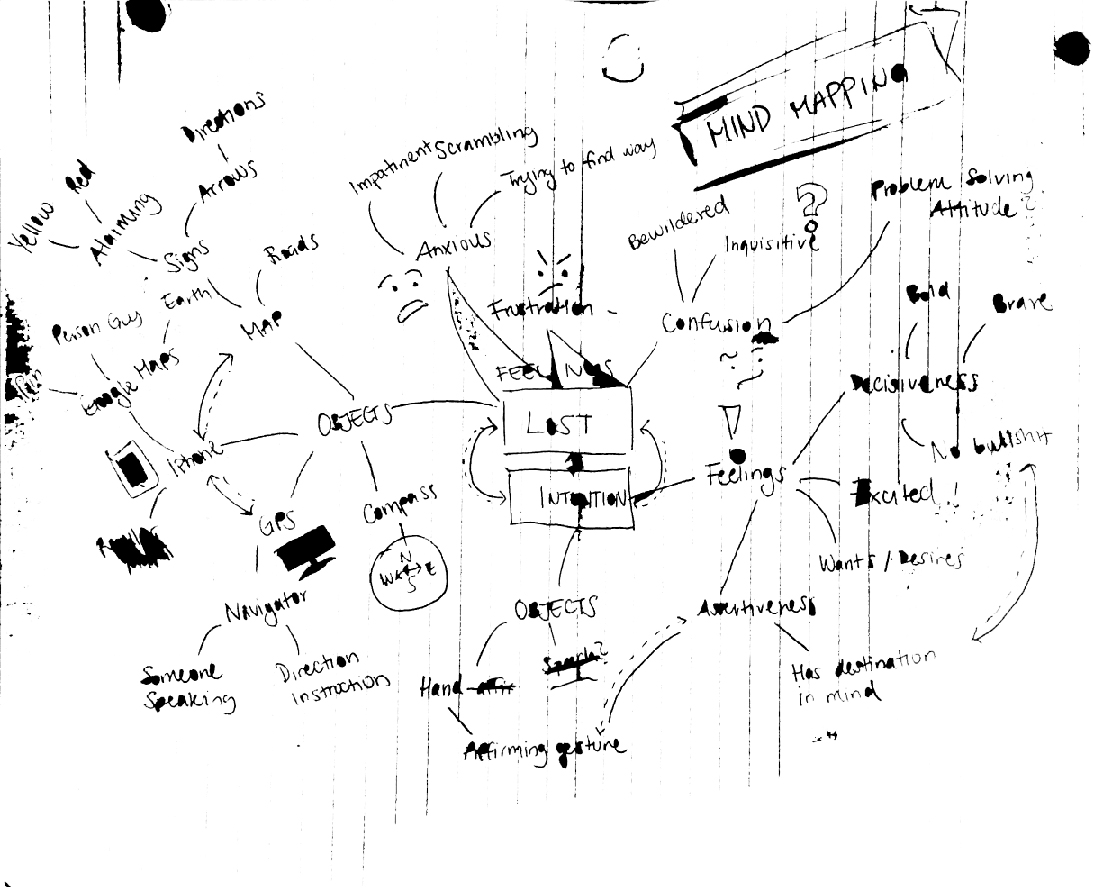 MIND MAPPING
Directions
Arrows
Red
Yellow
Alarming
Signs
Roads
Earth
MAP
Person Guy
Google Maps
Iphone
GPS
Navigator
Someone
Speaking
Direction
instruction
OBJECTS
Compass
N
W E
S
Impatinent
Scrambling
Trying to find way
Anxious
Frustration
FEELINGS
Bewildered
Inquisitive
?
Confusion
Problem Solving
Attitude?
LOST
INTENTION
!
Feelings
Decisiveness
Bold
Brave
No bullshit
Excited!
Wants / Desires
Assertiveness
Has destination
in mind
OBJECTS
Speech?
Hand
Affirming gesture